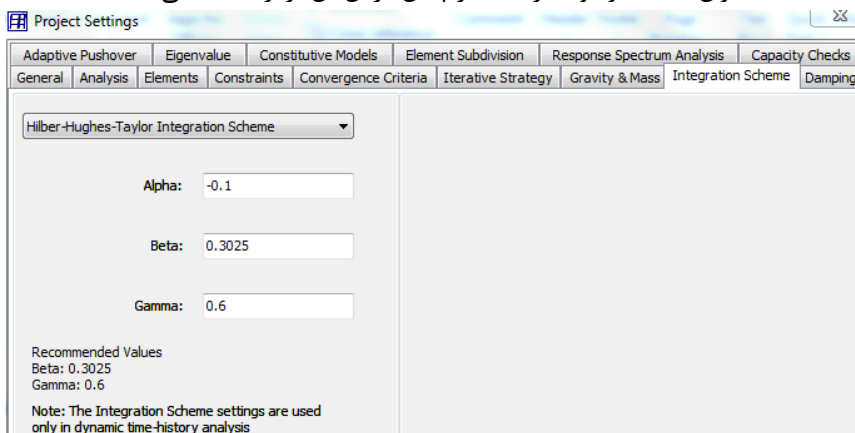 Project Settings
Adaptive Pushover Eigenvalue Constitutive Models Element Subdivision Response Spectrum Analysis Capacity Checks
General Analysis Elements Constraints Convergence Criteria Iterative Strategy Gravity & Mass Integration Scheme Damping
Hilber-Hughes-Taylor Integration Scheme
Alpha: -0.1
Beta: 0.3025
Gamma: 0.6
Recommended Values
Beta: 0.3025
Gamma: 0.6
Note: The Integration Scheme settings are used
only in dynamic time-history analysis